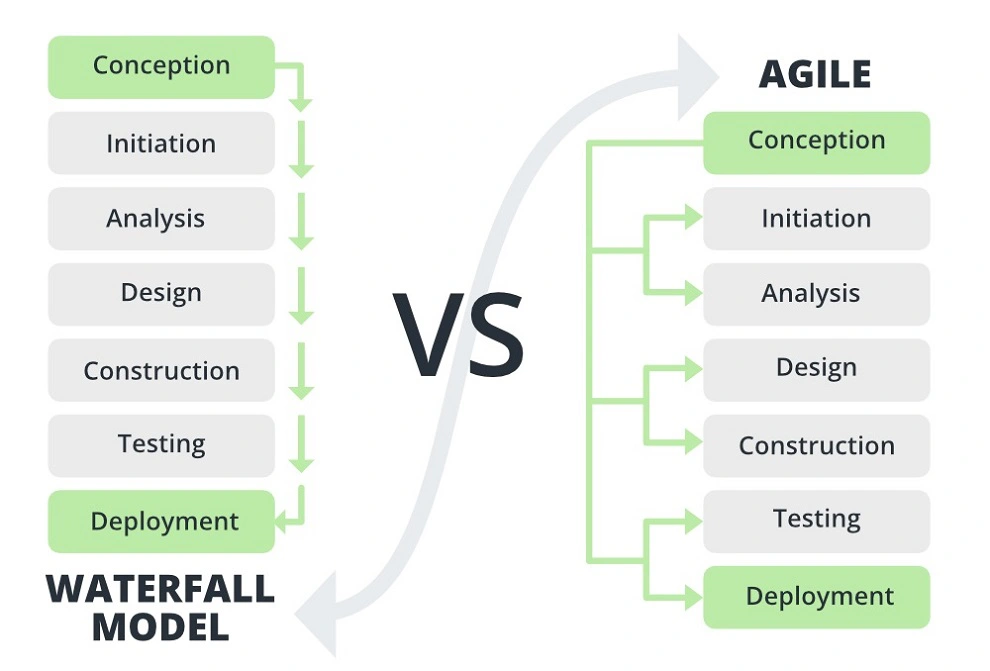 Conception
Initiation
Analysis
Design
Construction
Testing
Deployment
WATERFALL
MODEL
VS
AGILE
Conception
Initiation
Analysis
Design
Construction
Testing
Deployment